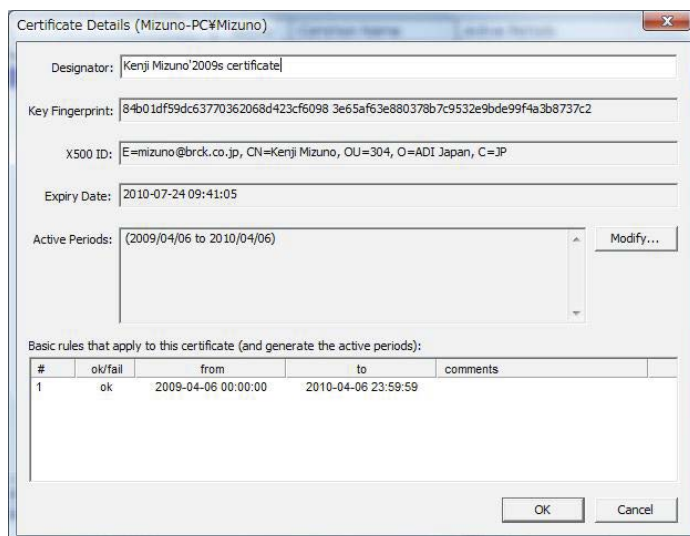 Certificate Details (Mizuno-PC¥Mizuno)
Designator: Kenji Mizuno'2009s certificate
Key Fingerprint: 84b01df59dc63770362068d423cf6098 3e65af63e880378b7c9532e9bde99f4a3b8737c2
X500 ID: E=mizuno@brck.co.jp, CN=Kenji Mizuno, OU=304, O=ADI Japan, C=JP
Expiry Date: 2010-07-24 09:41:05
Active Periods: (2009/04/06 to 2010/04/06) Modify...
Basic rules that apply to this certificate (and generate the active periods):
# ok/fail from to comments
1 ok 2009-04-06 00:00:00 2010-04-06 23:59:59
OK Cancel